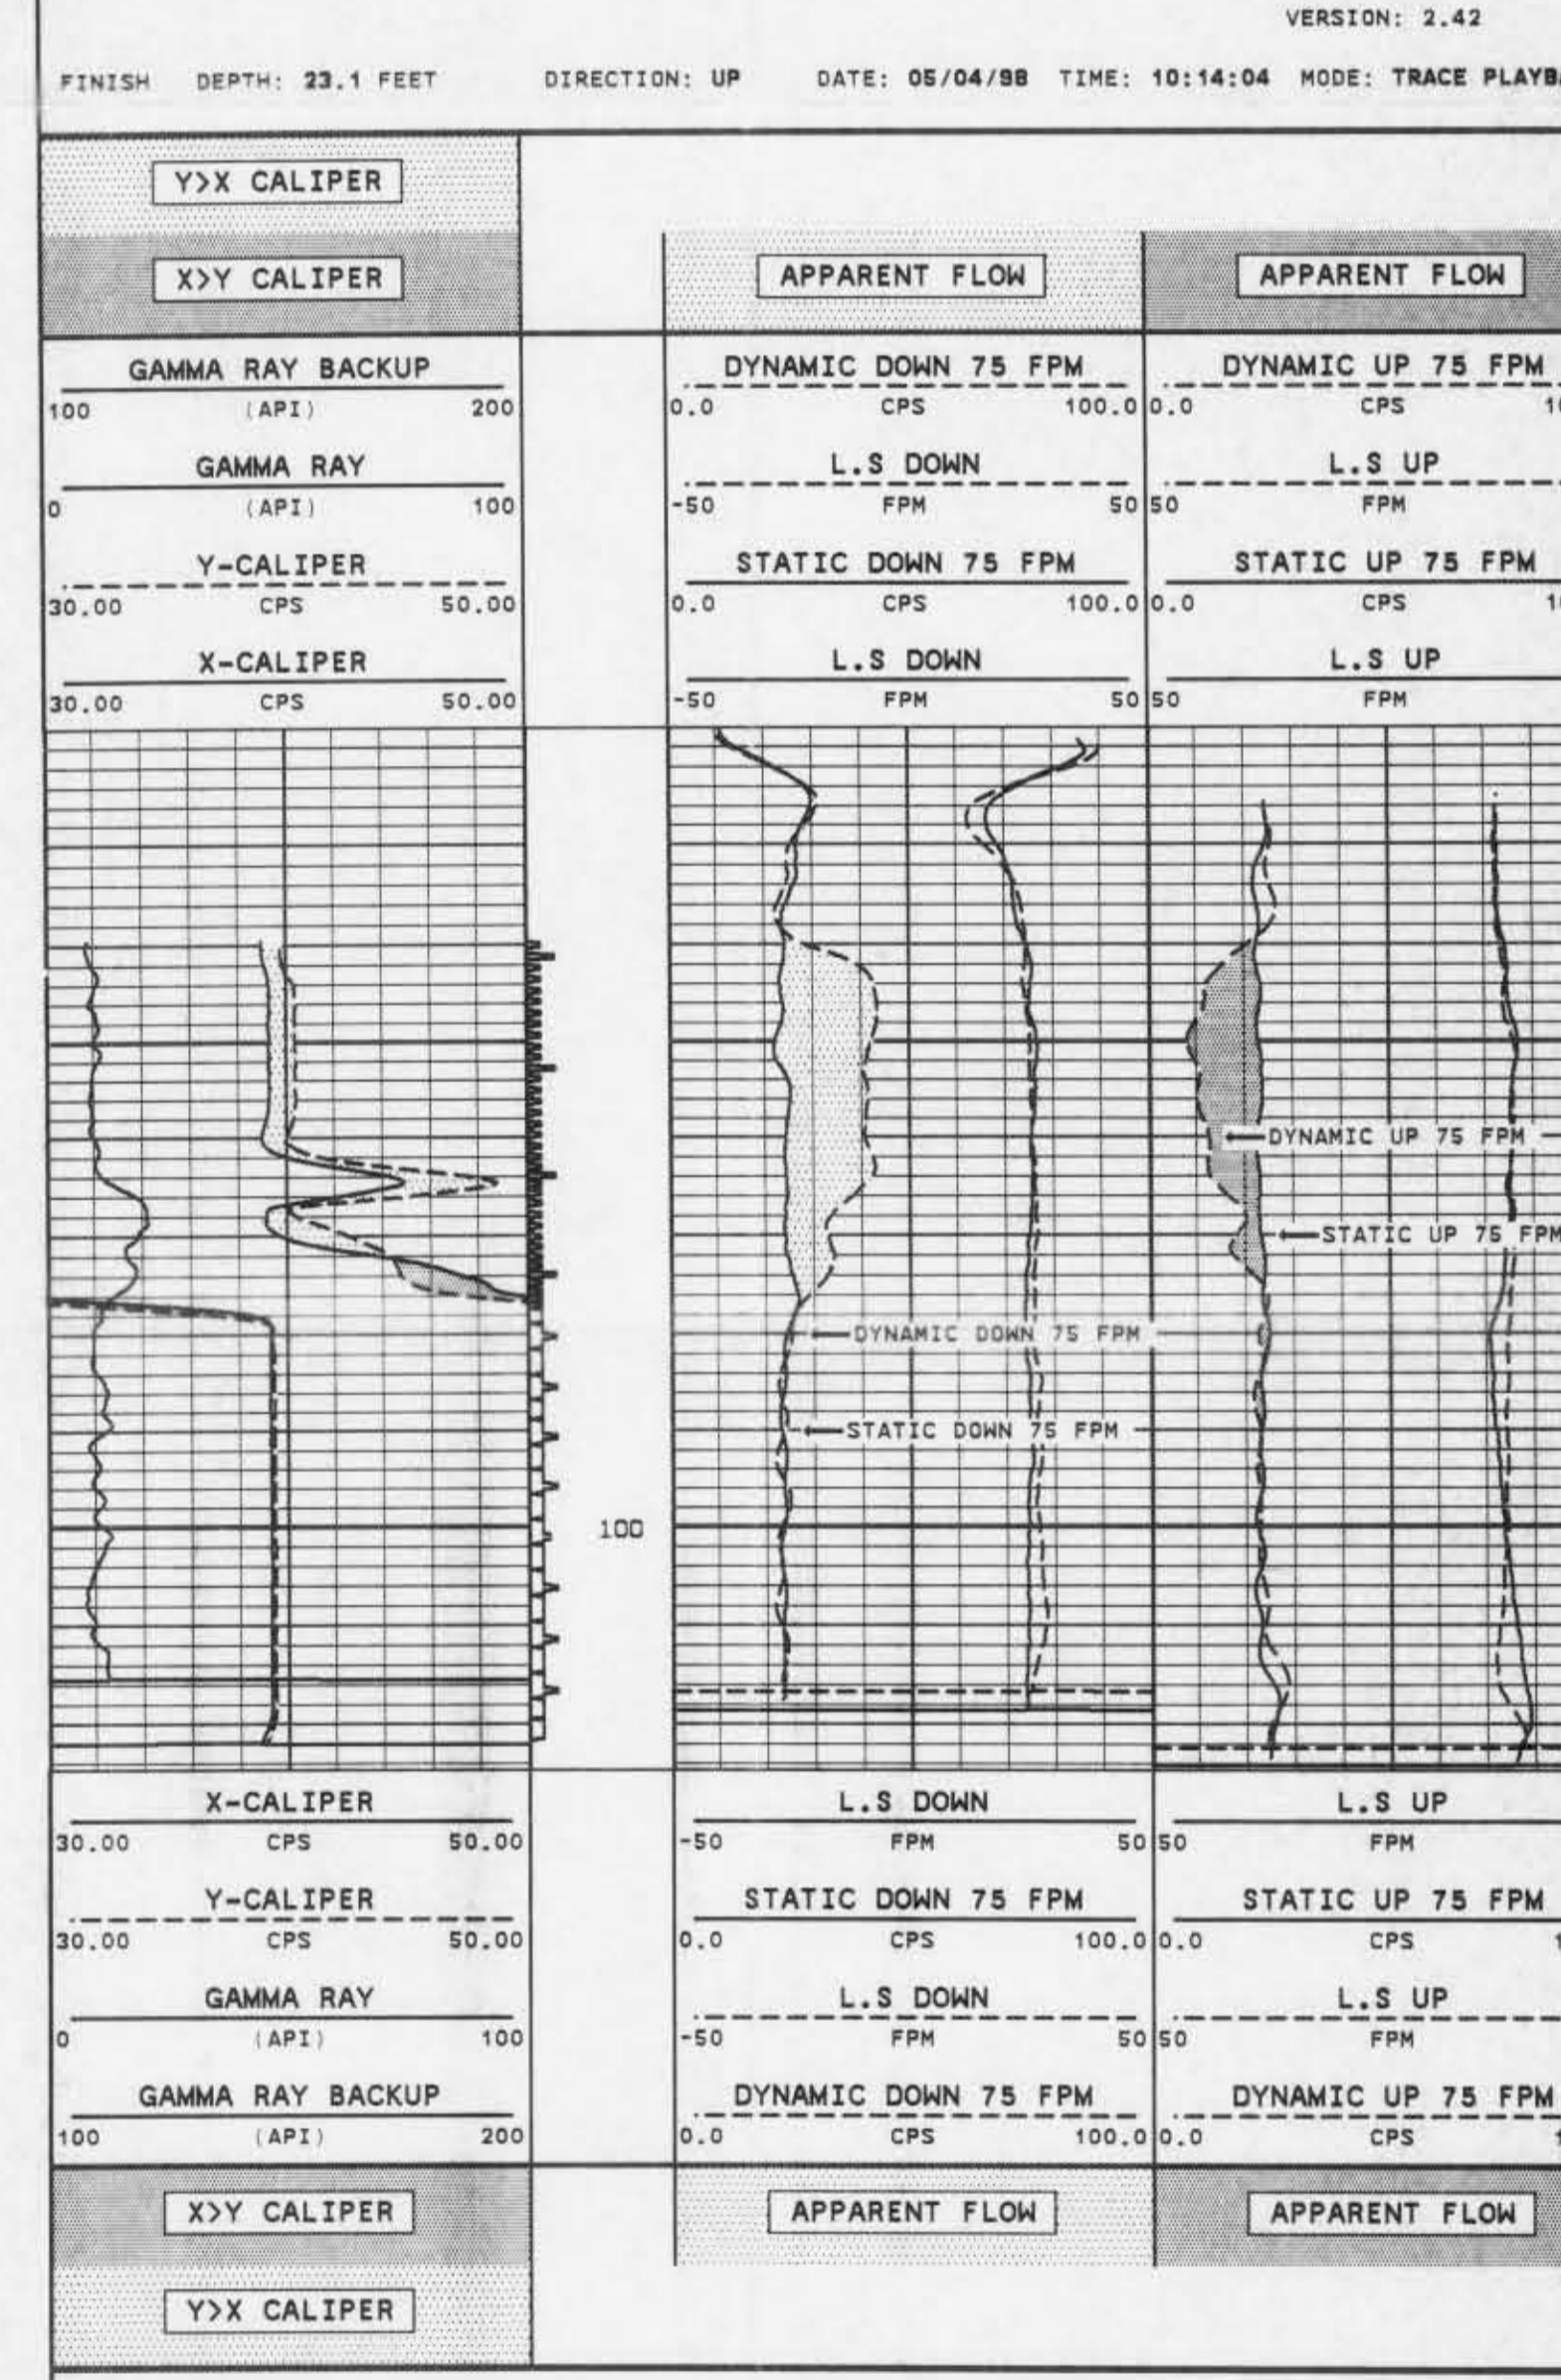 VERSION: 2.42
FINISH DEPTH: 23.1 FEET DIRECTION: UP DATE: 05/04/98 TIME: 10:14:04 MODE: TRACE
Y>X CALIPER
X>Y CALIPER APPARENT FLOW APPARENT FLOW
GAMMA RAY BACKUP DYNAMIC DOWN 75 FPM DYNAMIC UP 75 FPM
100 (API) 200 0.0 CPS 100.0 0.0 CPS
GAMMA RAY L.S DOWN L.S UP
0 (API) 100 -50 FPM 50 50 FPM
Y-CALIPER STATIC DOWN 75 FPM STATIC UP 75 FPM
30.00 CPS 50.00 0.0 CPS 100.0 0.0 CPS
X-CALIPER L.S DOWN L.S UP
30.00 CPS 50.00 -50 FPM 50 50 FPM
DYNAMIC UP 75 FPM
STATIC UP 75 FPM
DYNAMIC DOWN 75 FPM
STATIC DOWN 75 FPM
100
X-CALIPER L.S DOWN L.S UP
30.00 CPS 50.00 -50 FPM 50 50 FPM
Y-CALIPER STATIC DOWN 75 FPM STATIC UP 75 FPM
30.00 CPS 50.00 0.0 CPS 100.0 0.0 CPS
GAMMA RAY L.S DOWN L.S UP
0 (API) 100 -50 FPM 50 50 FPM
GAMMA RAY BACKUP DYNAMIC DOWN 75 FPM DYNAMIC UP 75 FPM
100 (API) 200 0.0 CPS 100.0 0.0 CPS
X>Y CALIPER APPARENT FLOW APPARENT FLOW
Y>X CALIPER